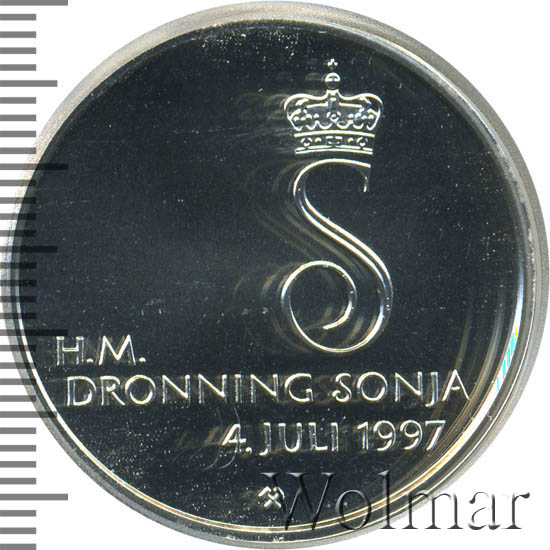 S
H.M.
DRONNING SONJA
4. JULI 1997
Wolmar